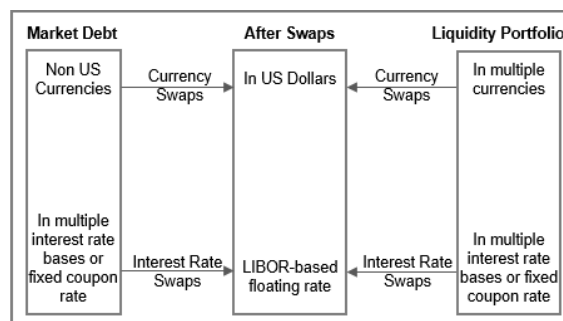 Market Debt
After Swaps
Liquidity Portfolio
Non US
Currencies
Currency
Swaps
In US Dollars
Currency
Swaps
In multiple
currencies
In multiple
interest rate
bases or
fixed coupon
rate
Interest Rate
Swaps
LIBOR-based
floating rate
Interest Rate
Swaps
In multiple
interest rate
bases or fixed
coupon rate